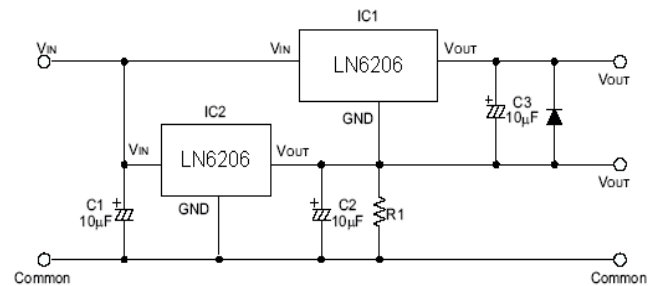 IC1
VIN
VIN
LN6206
VOUT
VOUT
GND
C3
10μF
IC2
VIN
LN6206
VOUT
VOUT
GND
C1
10μF
C2
10μF
R1
Common
Common